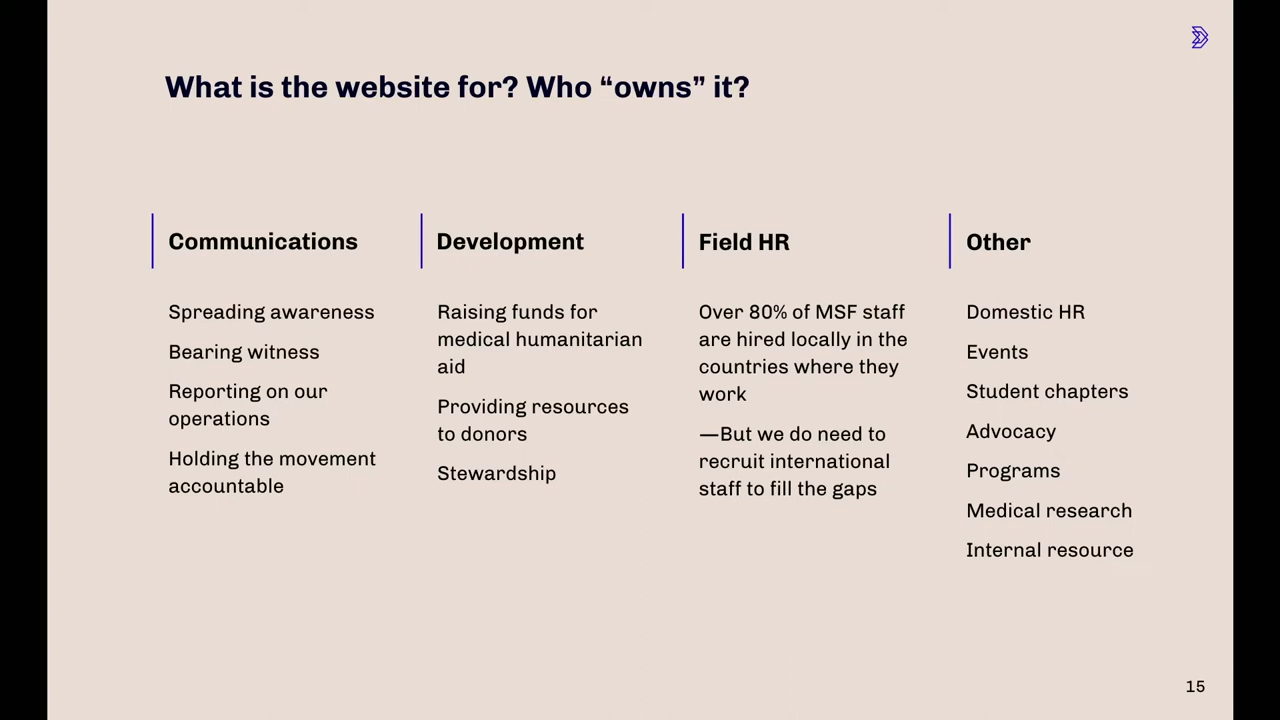 What is the website for? Who “owns” it?
Communications
Spreading awareness
Bearing witness
Reporting on our
operations
Holding the movement
accountable
Development
Raising funds for
medical humanitarian
aid
Providing resources
to donors
Stewardship
Field HR
Over 80% of MSF staff
are hired locally in the
countries where they
work
—But we do need to
recruit international
staff to fill the gaps
Other
Domestic HR
Events
Student chapters
Advocacy
Programs
Medical research
Internal resource
15